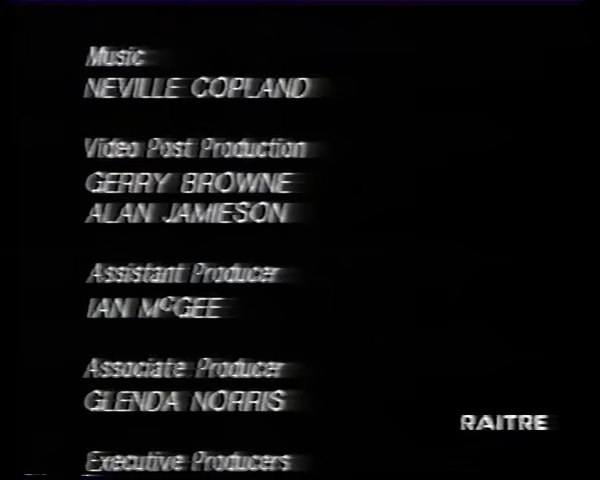 Music
NEVILLE COPLAND
Video Post Production
GERRY BROWNE
ALAN JAMIESON
Assistant Producer
IAN McGEE
Associate Producer
GLENDA NORRIS
RAITRE
Executive Producers